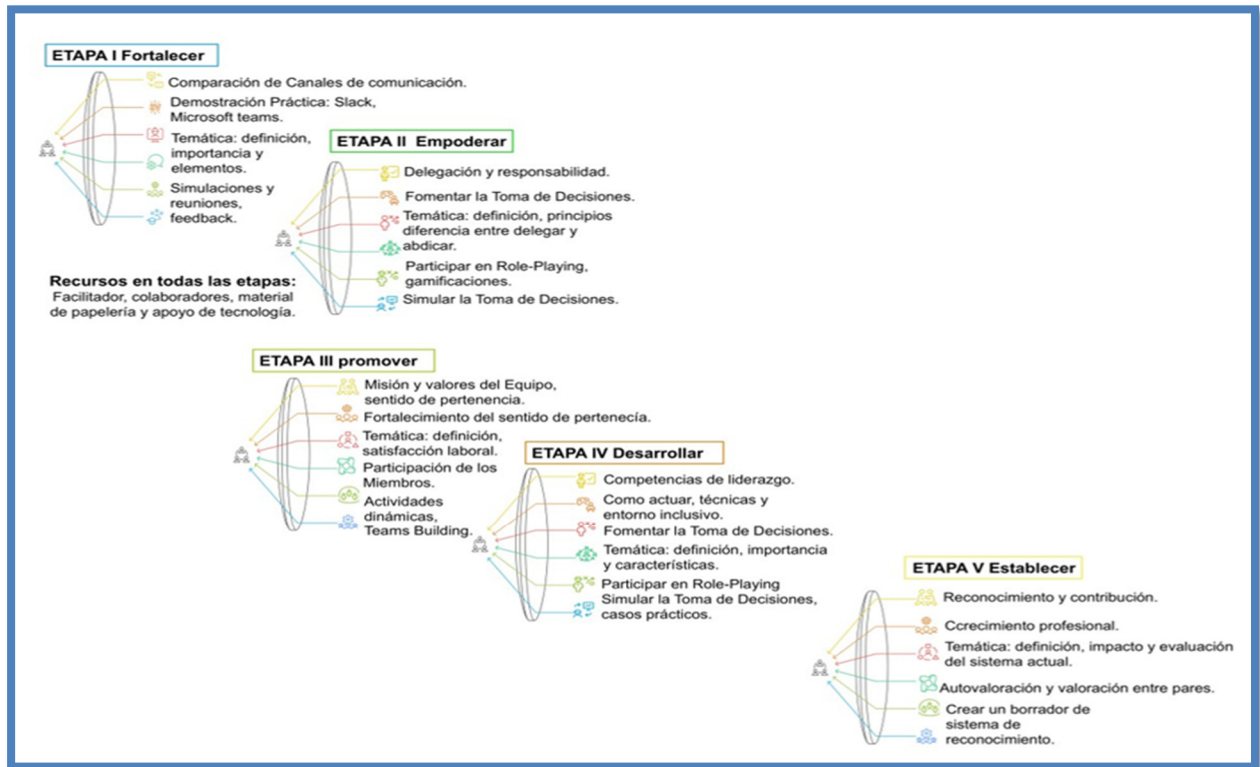 ETAPA I Fortalecer
Comparación de Canales de comunicación.
Demostración Práctica: Slack,
Microsoft teams.
Temática: definición,
importancia y
elementos.
Simulaciones y
reuniones,
feedback.
ETAPA II Empoderar
Delegación y responsabilidad.
Fomentar la Toma de Decisiones.
Temática: definición, principios
diferencia entre delegar y
abdicar.
Participar en Role-Playing,
gamificaciones.
Simular la Toma de Decisiones.
Recursos en todas las etapas:
Facilitador, colaboradores, material
de papelería y apoyo de tecnología.
ETAPA III promover
Misión y valores del Equipo,
sentido de pertenencia.
Fortalecimiento del sentido de pertenecía.
Temática: definición,
satisfacción laboral.
Participación de los
Miembros.
Actividades
dinámicas,
Teams Building.
ETAPA IV Desarrollar
Competencias de liderazgo.
Como actuar, técnicas y
entorno inclusivo.
Fomentar la Toma de Decisiones.
Temática: definición, importancia
y características.
Participar en Role-Playing
Simular la Toma de Decisiones,
casos prácticos.
ETAPA V Establecer
Reconocimiento y contribución.
Ccrecimiento profesional.
Temática: definición, impacto y evaluación
del sistema actual.
Autovaloración y valoración entre pares.
Crear un borrador de
sistema de
reconocimiento.